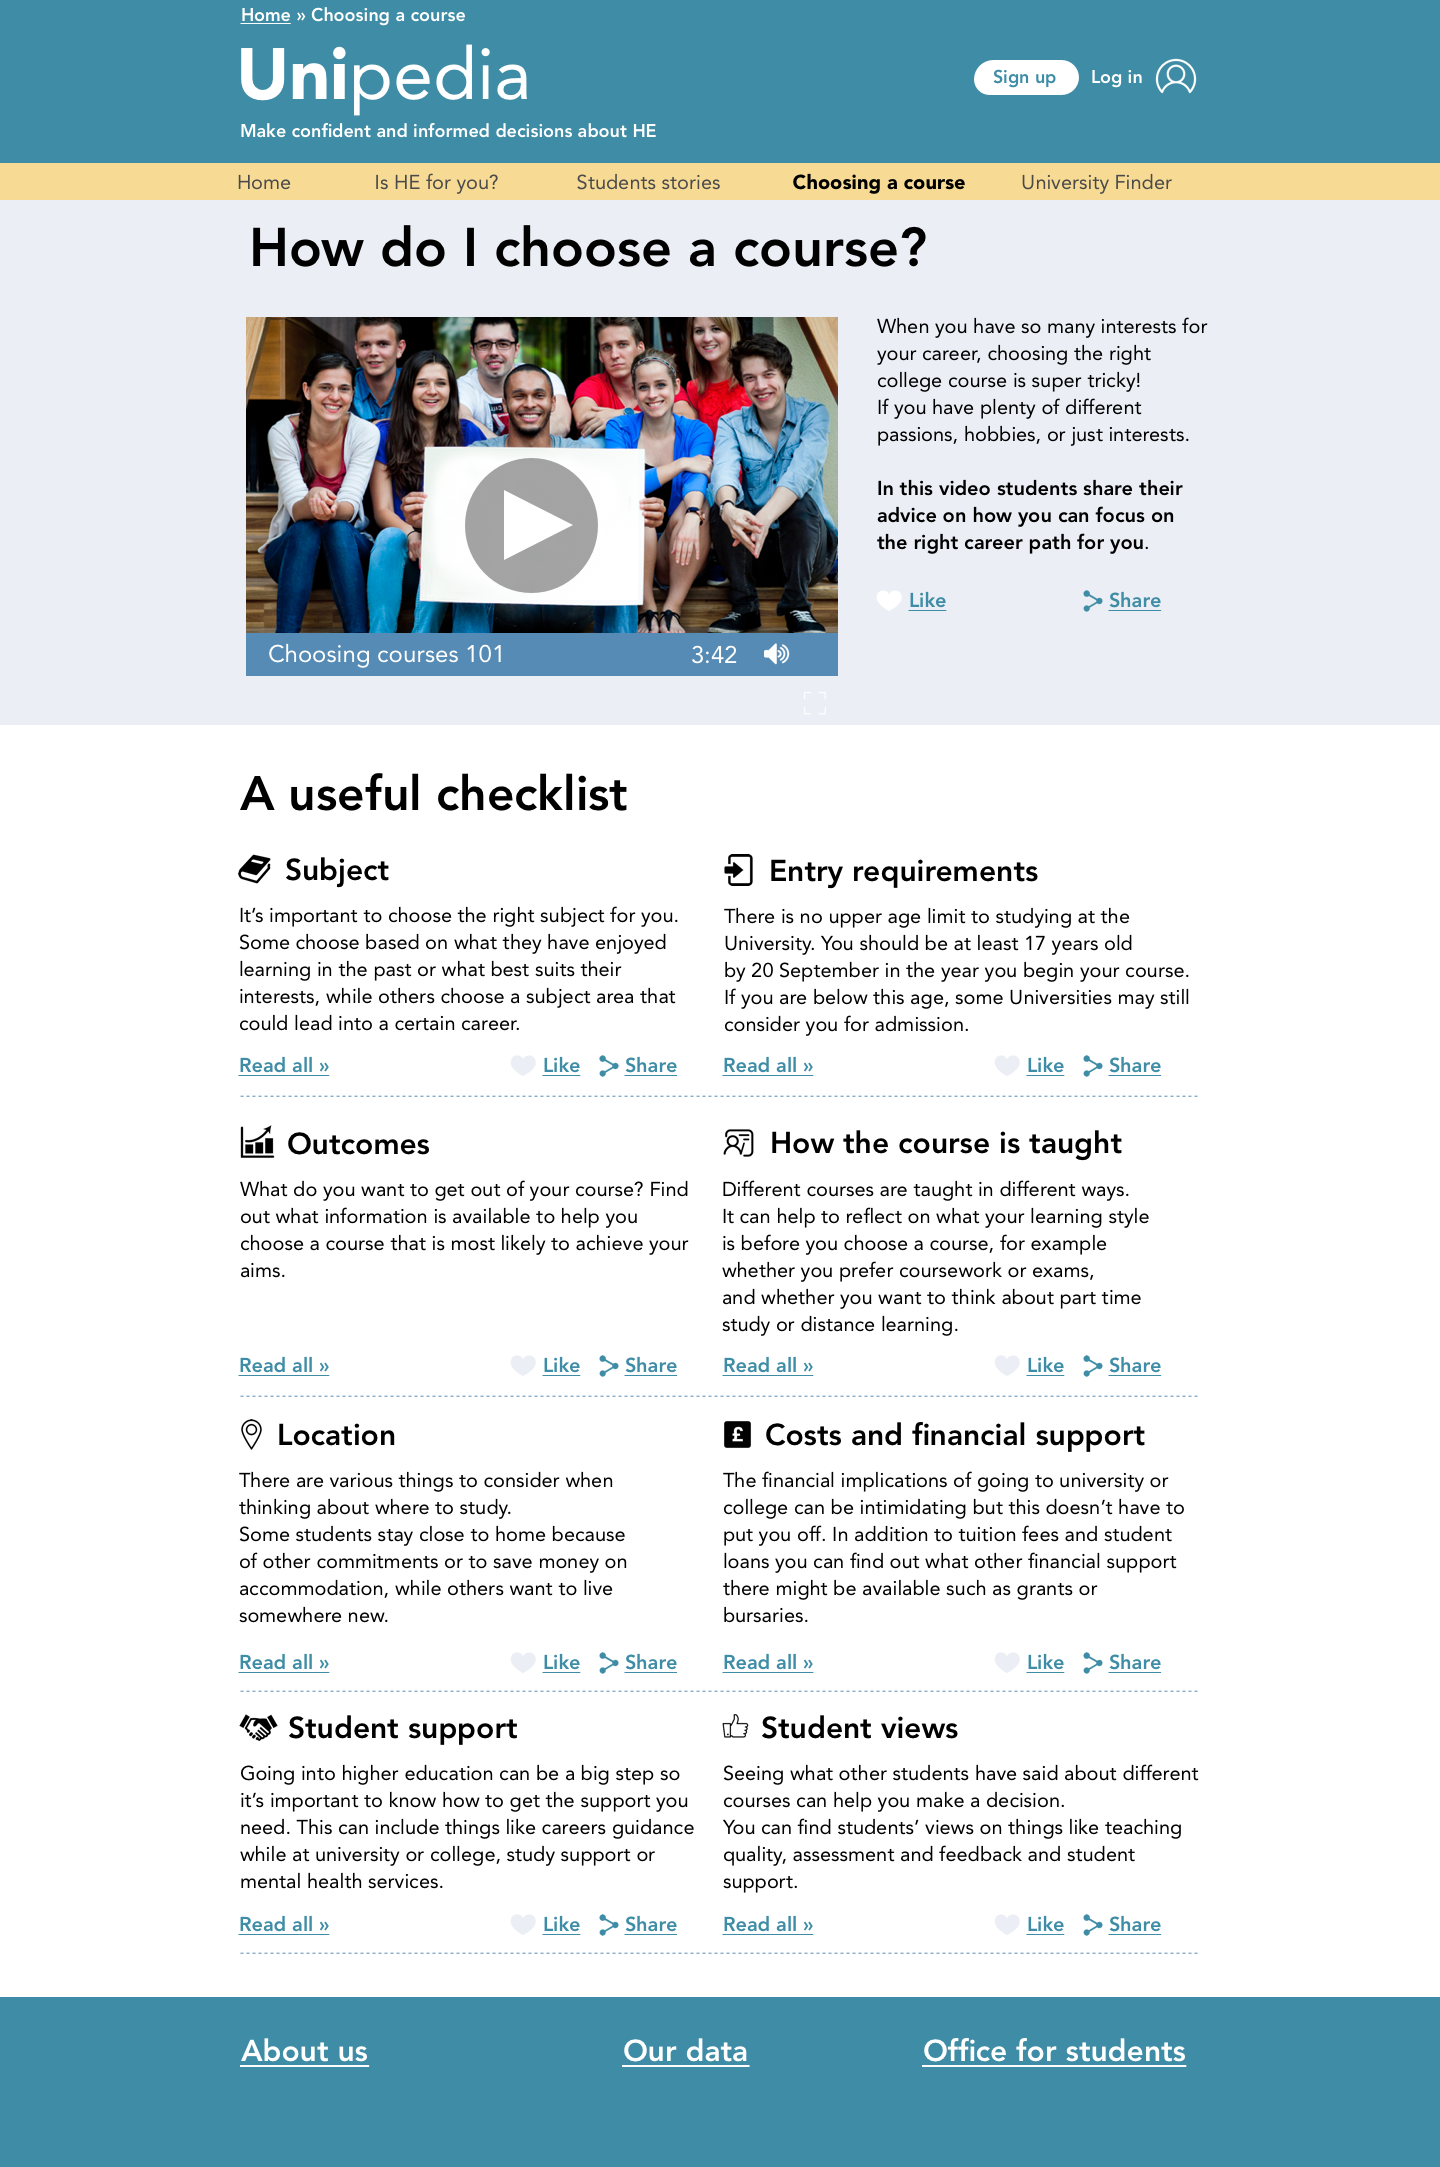 Home » Choosing a course
Unipedia
Sign up
Log in
Make confident and informed decisions about HE
Home
Is HE for you?
Students stories
Choosing a course
University Finder
How do I choose a course?
When you have so many interests for
your career, choosing the right
college course is super tricky!
If you have plenty of different
passions, hobbies, or just interests.
In this video students share their
advice on how you can focus on
the right career path for you.
Like
Share
Choosing courses 101
3:42
A useful checklist
Subject
It’s important to choose the right subject for you.
Some choose based on what they have enjoyed
learning in the past or what best suits their
interests, while others choose a subject area that
could lead into a certain career.
Read all »
Like
Share
Entry requirements
There is no upper age limit to studying at the
University. You should be at least 17 years old
by 20 September in the year you begin your course.
If you are below this age, some Universities may still
consider you for admission.
Read all »
Like
Share
Outcomes
What do you want to get out of your course? Find
out what information is available to help you
choose a course that is most likely to achieve your
aims.
Read all »
Like
Share
How the course is taught
Different courses are taught in different ways.
It can help to reflect on what your learning style
is before you choose a course, for example
whether you prefer coursework or exams,
and whether you want to think about part time
study or distance learning.
Read all »
Like
Share
Location
There are various things to consider when
thinking about where to study.
Some students stay close to home because
of other commitments or to save money on
accommodation, while others want to live
somewhere new.
Read all »
Like
Share
£
Costs and financial support
The financial implications of going to university or
college can be intimidating but this doesn’t have to
put you off. In addition to tuition fees and student
loans you can find out what other financial support
there might be available such as grants or
bursaries.
Read all »
Like
Share
Student support
Going into higher education can be a big step so
it’s important to know how to get the support you
need. This can include things like careers guidance
while at university or college, study support or
mental health services.
Read all »
Like
Share
Student views
Seeing what other students have said about different
courses can help you make a decision.
You can find students’ views on things like teaching
quality, assessment and feedback and student
support.
Read all »
Like
Share
About us
Our data
Office for students